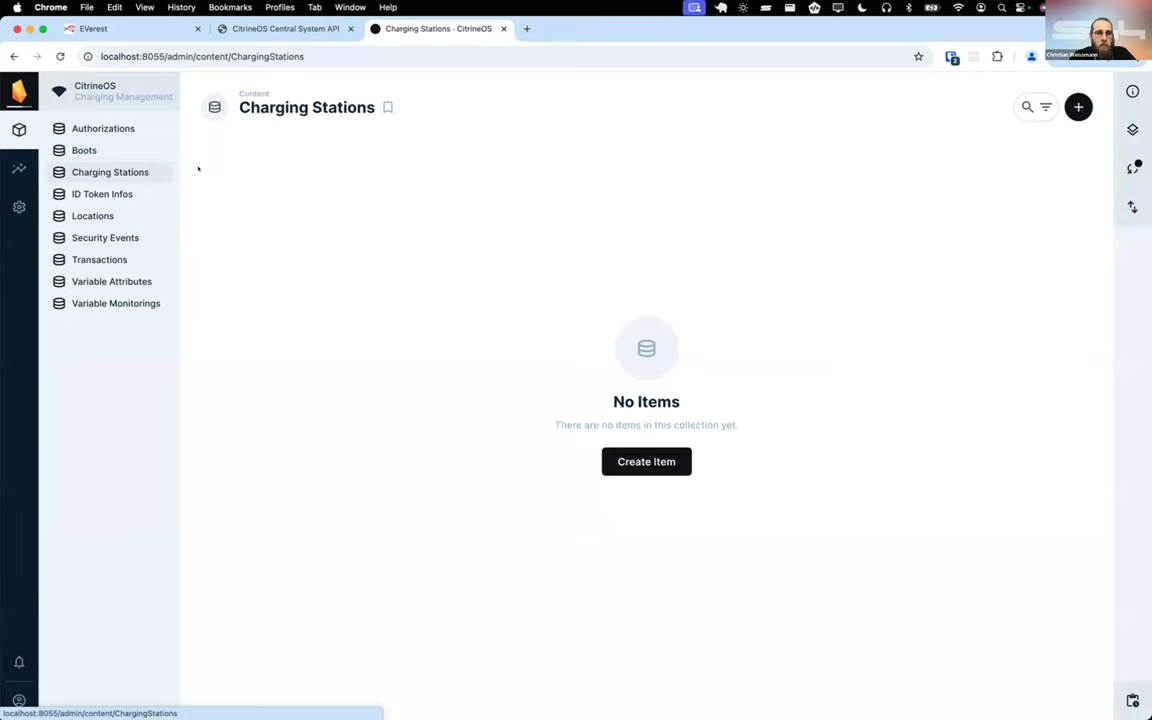 Chrome File Edit View History Bookmarks Profiles Tab Window Help
EVerest
CitrineOS Central System API
Charging Stations · CitrineOS
localhost:8055/admin/content/ChargingStations
2
Christian Weissmann
CitrineOS
Charging Management
Authorizations
Boots
Charging Stations
ID Token Infos
Locations
Security Events
Transactions
Variable Attributes
Variable Monitorings
Content
Charging Stations
No Items
There are no items in this collection yet.
Create Item
localhost:8055/admin/content/ChargingStations